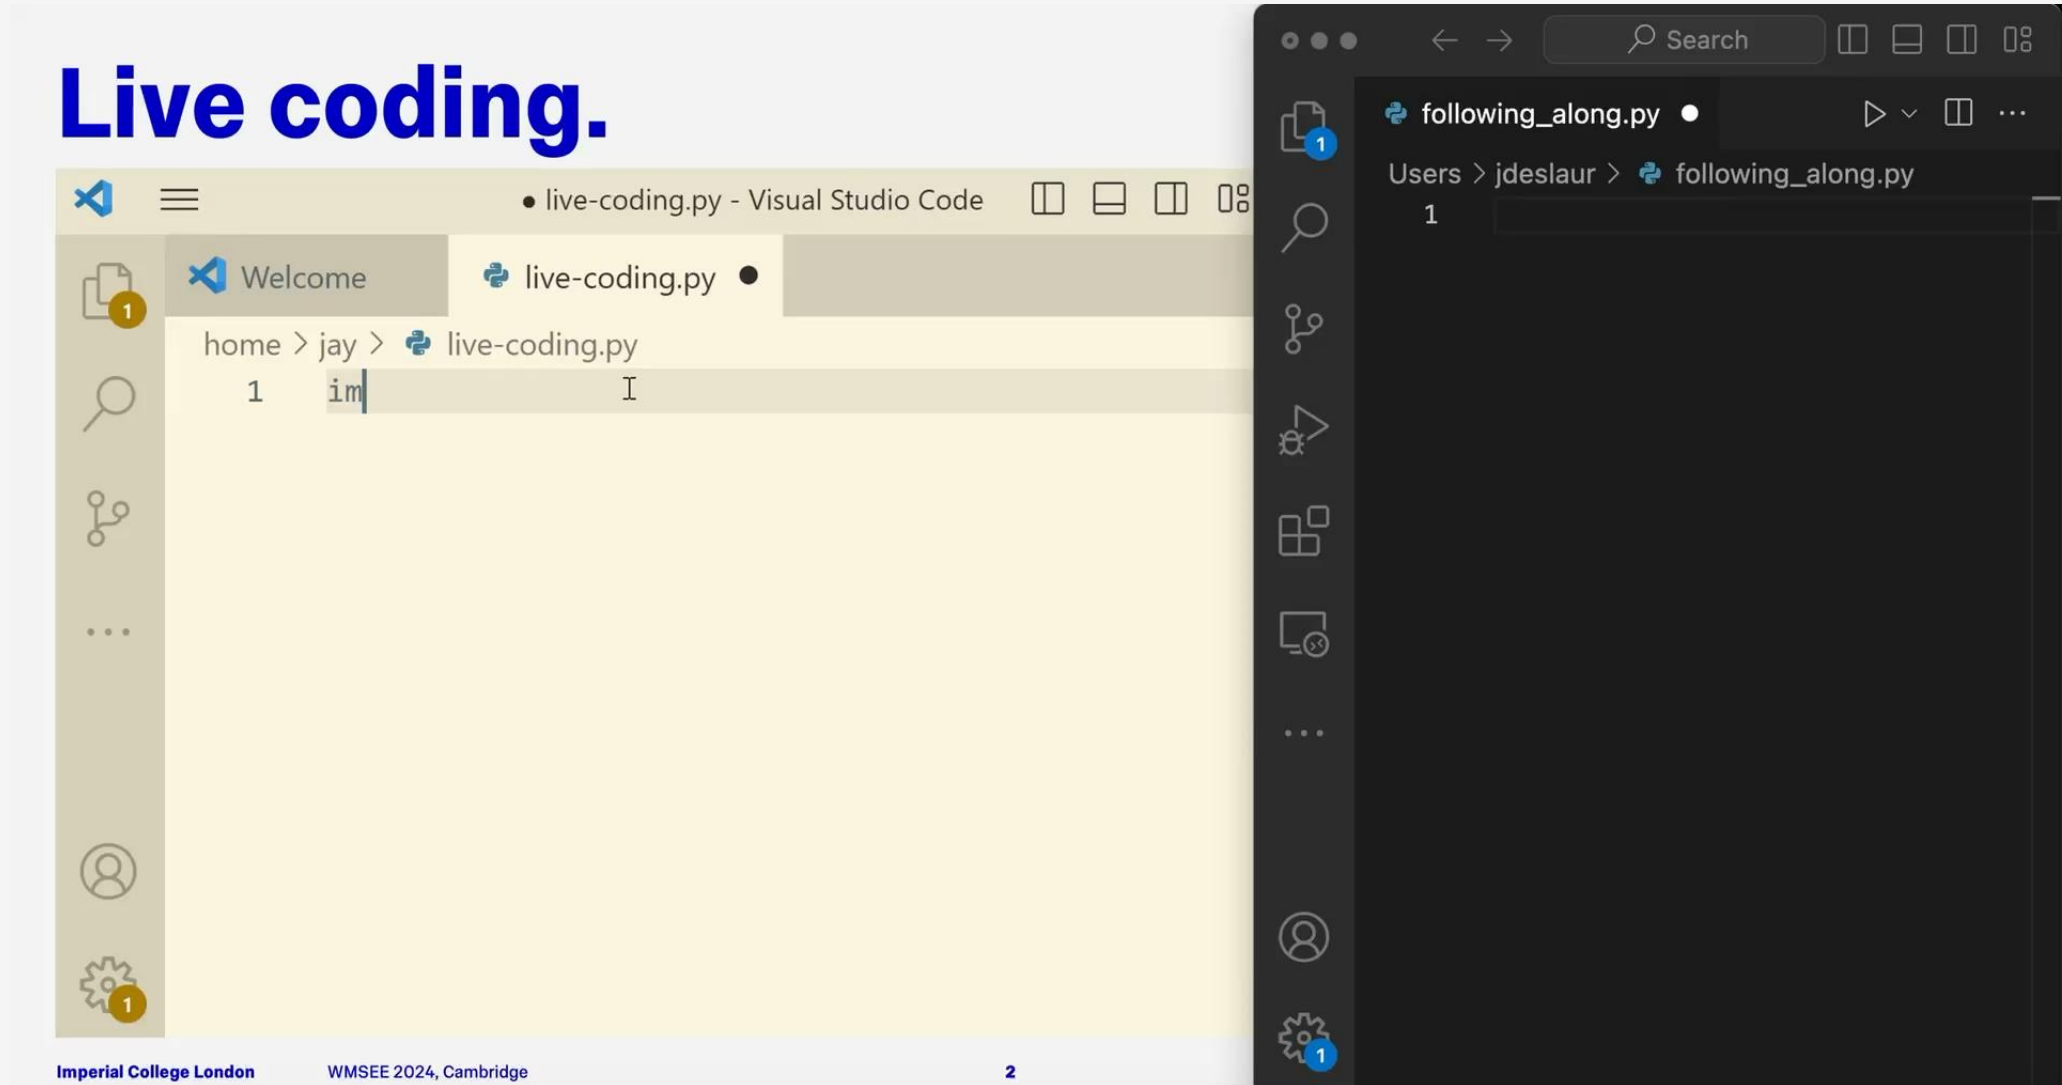 Live coding.
● live-coding.py - Visual Studio Code
Welcome
live-coding.py ●
1
home > jay > live-coding.py
1 im
1
Imperial College London WMSEE 2024, Cambridge 2
Search
following_along.py ●
1
Users > jdeslaur > following_along.py
1
1